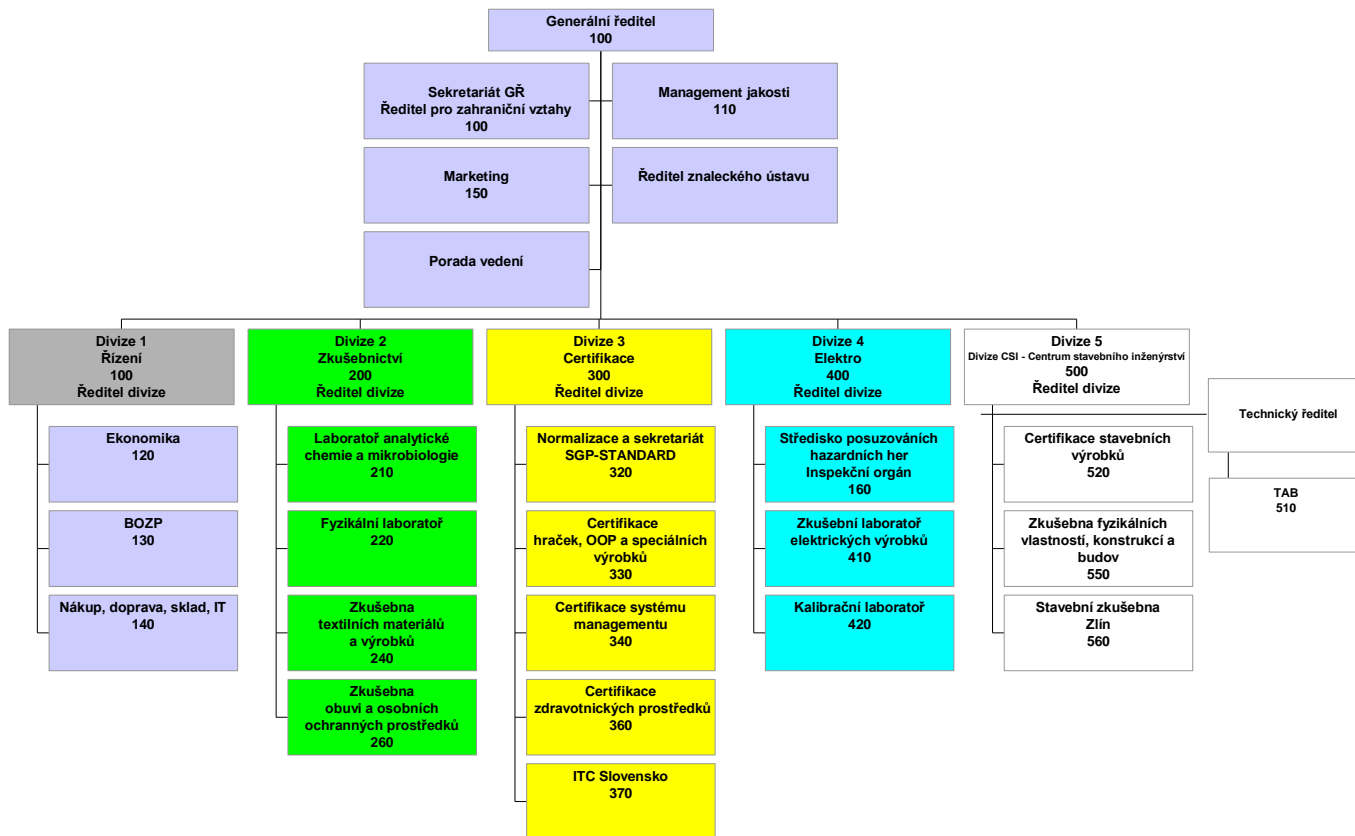 Generální ředitel
100
Sekretariát GŘ
Ředitel pro zahraniční vztahy
100
Management jakosti
110
Marketing
150
Ředitel znaleckého ústavu
Porada vedení
Divize 1
Řízení
100
Ředitel divize
Divize 2
Zkušebnictví
200
Ředitel divize
Divize 3
Certifikace
300
Ředitel divize
Divize 4
Elektro
400
Ředitel divize
Divize 5
Divize CSI - Centrum stavebního inženýrství
500
Ředitel divize
Technický ředitel
TAB
510
Ekonomika
120
BOZP
130
Nákup, doprava, sklad, IT
140
Laboratoř analytické
chemie a mikrobiologie
210
Fyzikální laboratoř
220
Zkušebna
textilních materiálů
a výrobků
240
Zkušebna
obuvi a osobních
ochranných prostředků
260
Normalizace a sekretariát
SGP-STANDARD
320
Certifikace
hraček, OOP a speciálních
výrobků
330
Certifikace systému
managementu
340
Certifikace
zdravotnických prostředků
360
ITC Slovensko
370
Středisko posuzováních
hazardních her
Inspekční orgán
160
Zkušební laboratoř
elektrických výrobků
410
Kalibrační laboratoř
420
Certifikace stavebních
výrobků
520
Zkušebna fyzikálních
vlastností, konstrukcí a
budov
550
Stavební zkušebna
Zlín
560